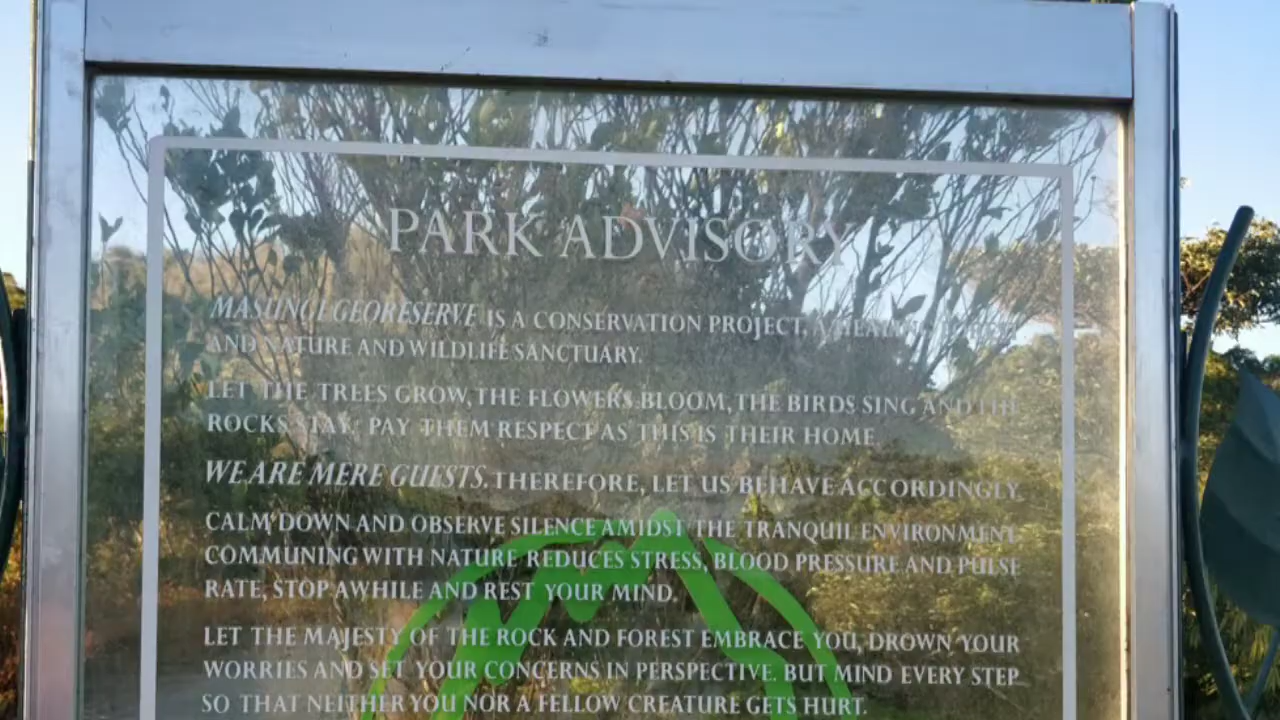 PARK ADVISORY
MASUNGI GEORESERVE IS A CONSERVATION PROJECT, A
AND NATURE AND WILDLIFE SANCTUARY.
LET THE TREES GROW, THE FLOWERS BLOOM, THE BIRDS SING AND THE
ROCKS STAY. PAY THEM RESPECT AS THIS IS THEIR HOME.
WE ARE MERE GUESTS. THEREFORE, LET US BEHAVE ACCORDINGLY.
CALM DOWN AND OBSERVE SILENCE AMIDST THE TRANQUIL ENVIRONMENT.
COMMUNING WITH NATURE REDUCES STRESS, BLOOD PRESSURE AND PULSE
RATE, STOP AWHILE AND REST YOUR MIND.
LET THE MAJESTY OF THE ROCK AND FOREST EMBRACE YOU, DROWN YOUR
WORRIES AND SET YOUR CONCERNS IN PERSPECTIVE. BUT MIND EVERY STEP
SO THAT NEITHER YOU NOR A FELLOW CREATURE GETS HURT.